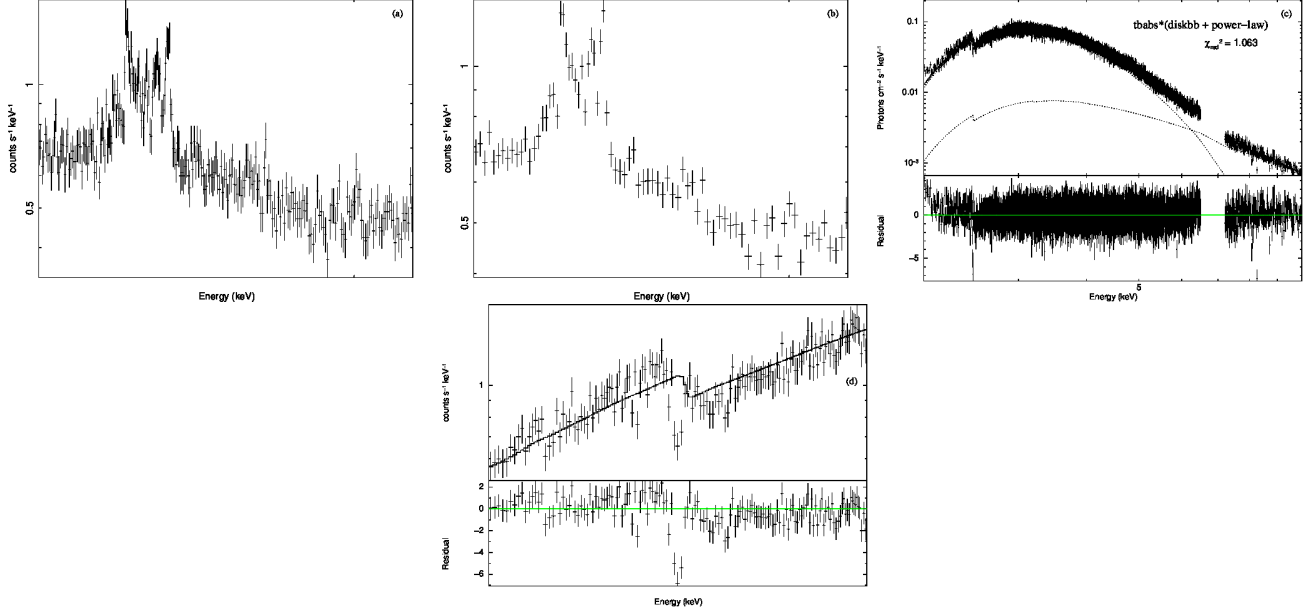 (a)
1
0.5
counts s⁻¹ keV⁻¹
Energy (keV)
(b)
1
0.5
counts s⁻¹ keV⁻¹
Energy (keV)
(c)
tbabs*(diskbb + power-law)
χred² = 1.063
0.1
0.01
10⁻³
Photons cm⁻² s⁻¹ keV⁻¹
0
−5
Residual
5
Energy (keV)
(d)
1
counts s⁻¹ keV⁻¹
2
0
−2
−4
−6
Residual
Energy (keV)